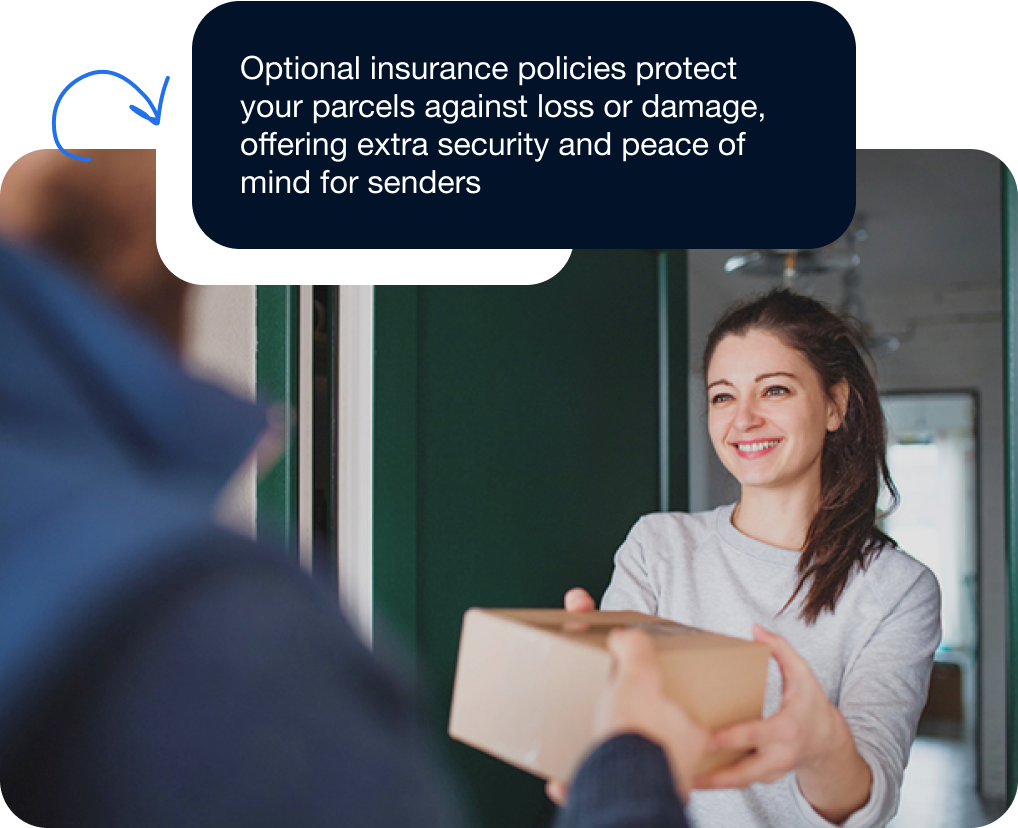 Optional insurance policies protect
your parcels against loss or damage,
offering extra security and peace of
mind for senders